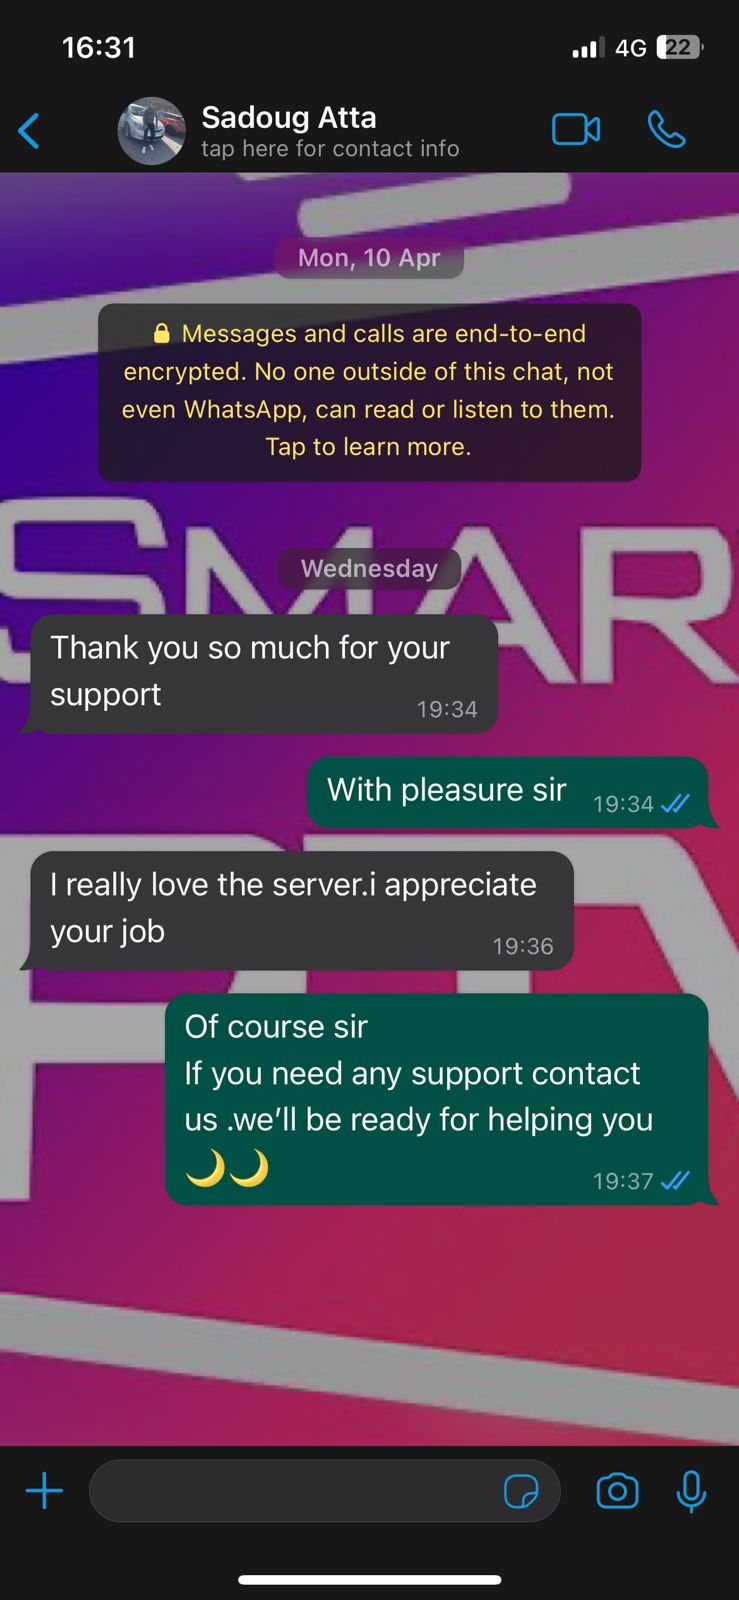 16:31
4G 22
Sadoug Atta
tap here for contact info
Mon, 10 Apr
Messages and calls are end-to-end
encrypted. No one outside of this chat, not
even WhatsApp, can read or listen to them.
Tap to learn more.
SMAR
Wednesday
Thank you so much for your
support
19:34
With pleasure sir
19:34
I really love the server.i appreciate
your job
19:36
Of course sir
If you need any support contact
us .we’ll be ready for helping you
🌙🌙
19:37